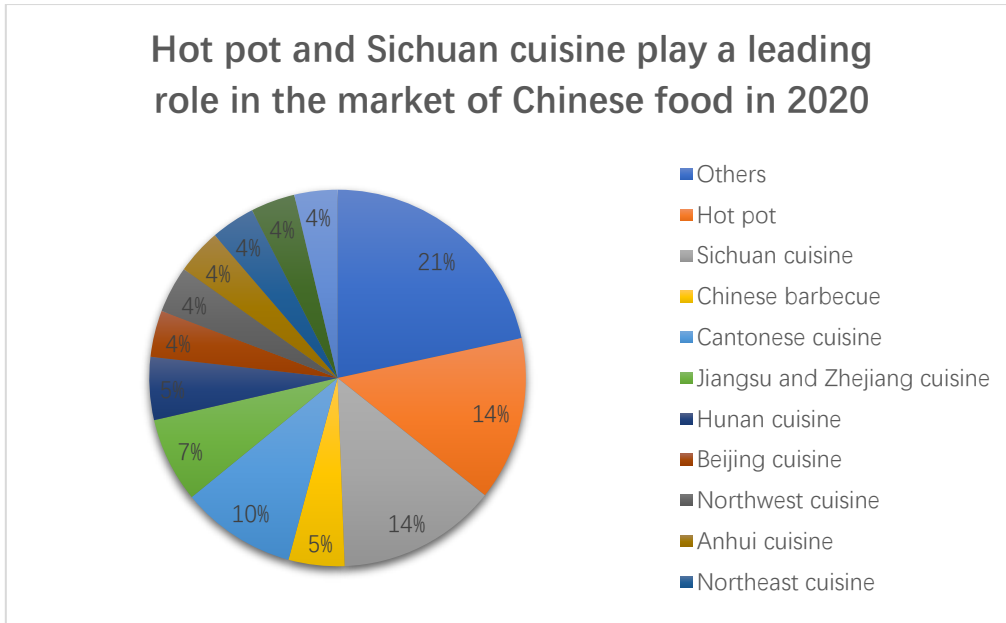 Hot pot and Sichuan cuisine play a leading
role in the market of Chinese food in 2020
Others
Hot pot
Sichuan cuisine
Chinese barbecue
Cantonese cuisine
Jiangsu and Zhejiang cuisine
Hunan cuisine
Beijing cuisine
Northwest cuisine
Anhui cuisine
Northeast cuisine
21%
14%
14%
5%
10%
7%
5%
4%
4%
4%
4%
4%
4%